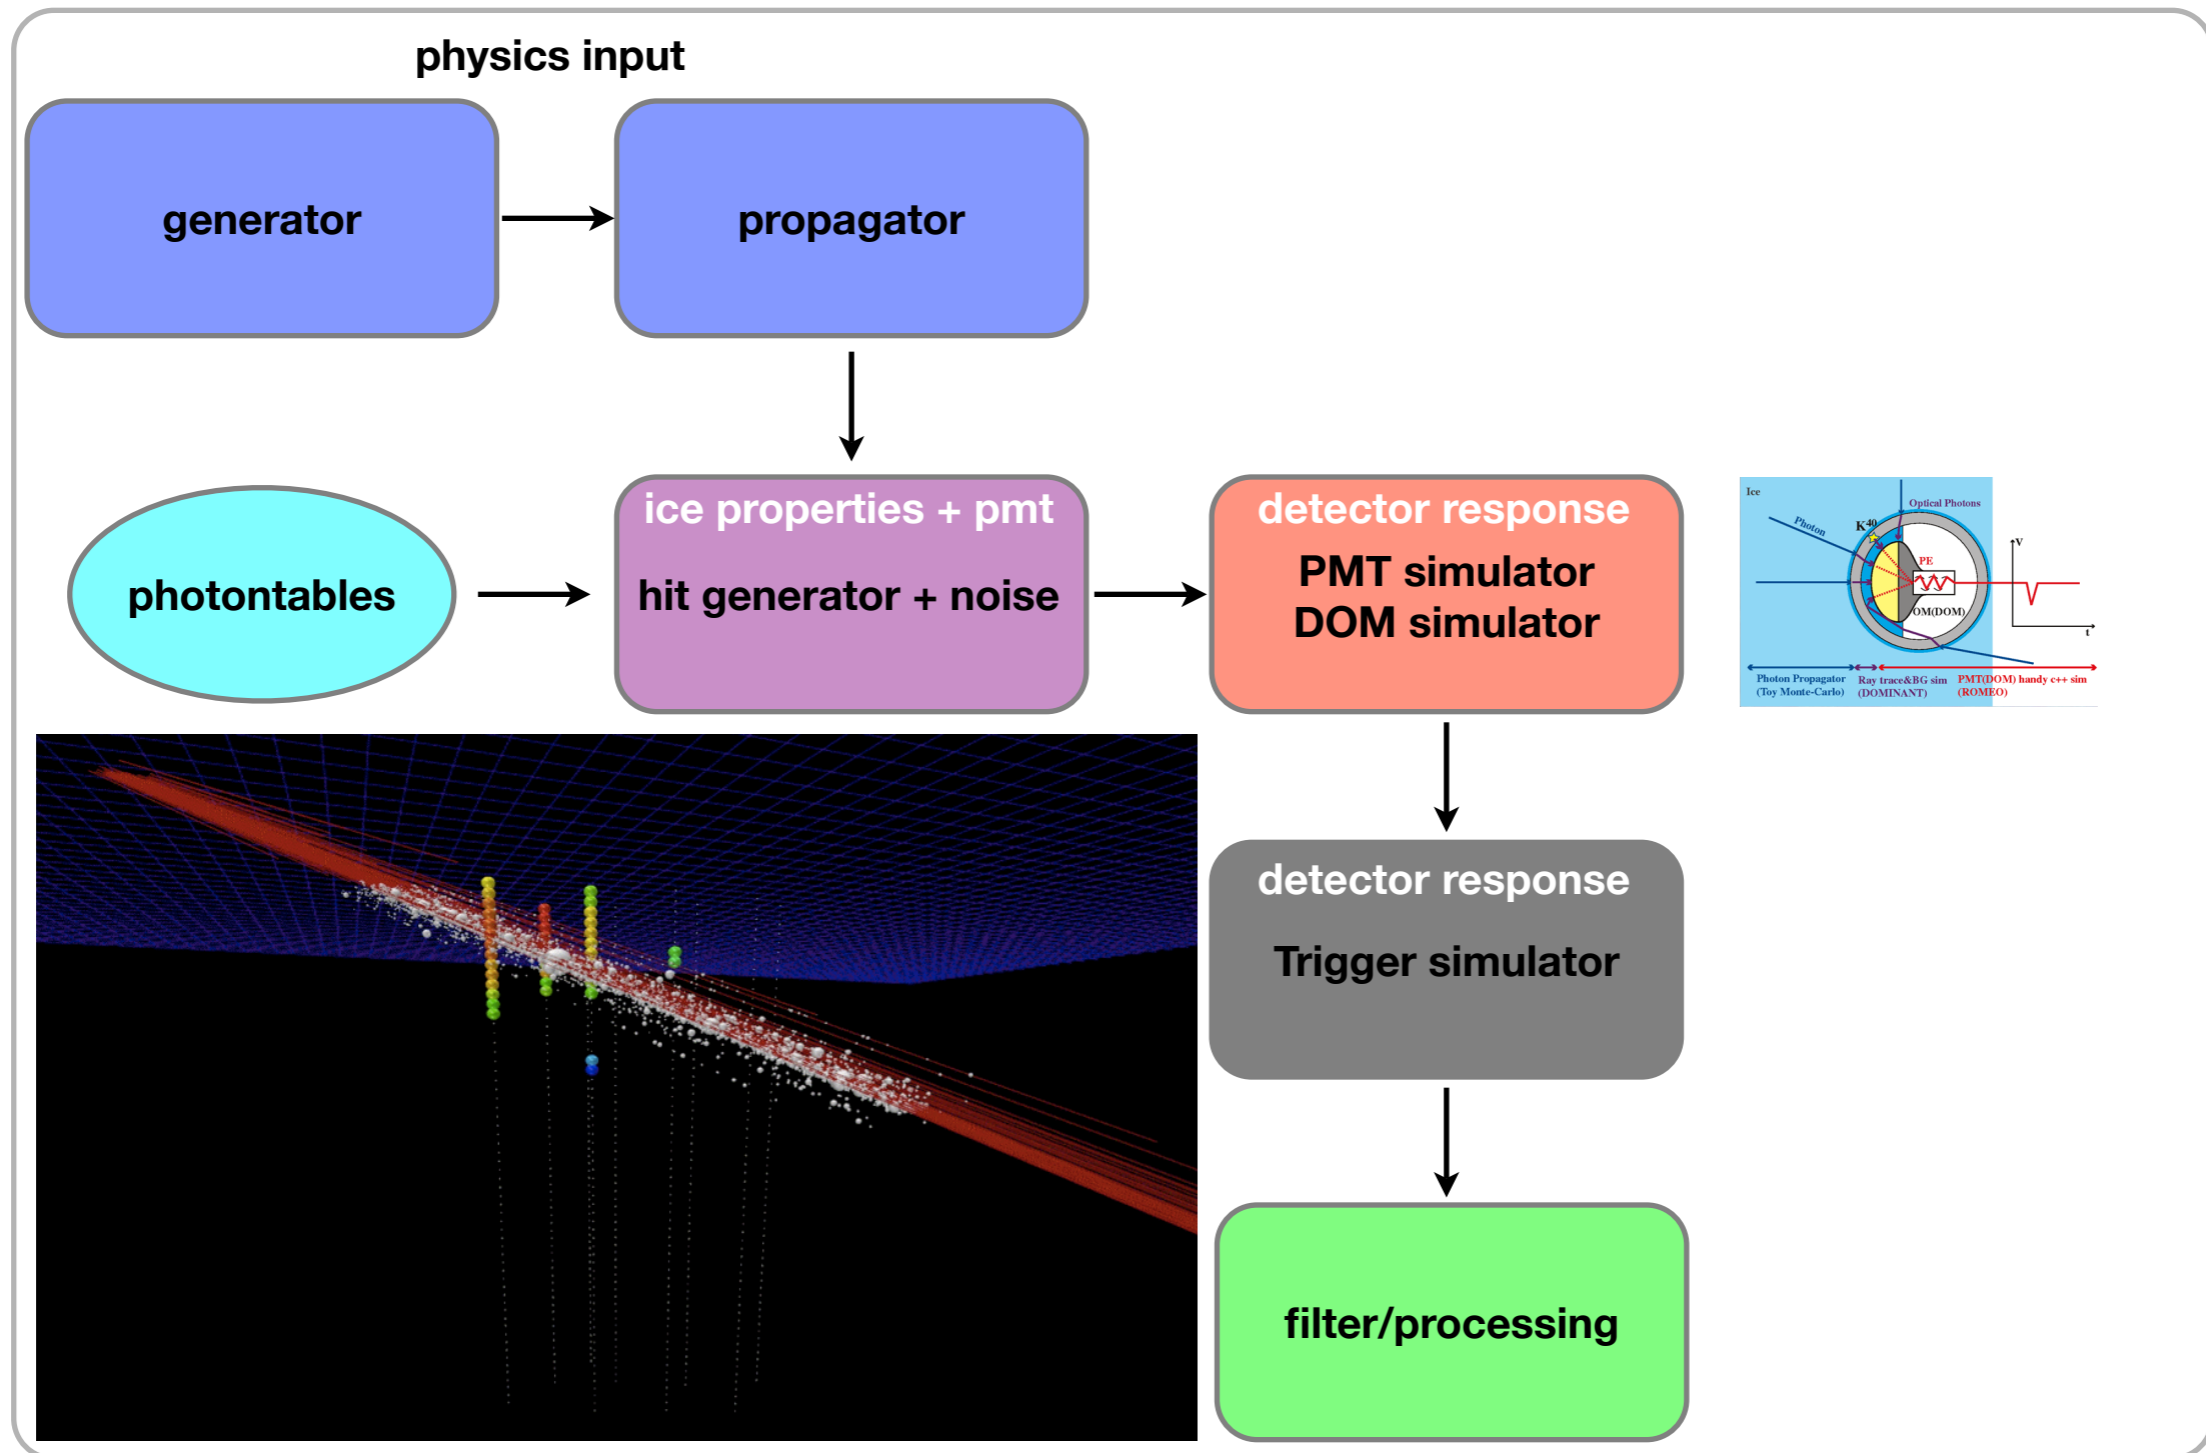 physics input
generator
propagator
photontables
ice properties + pmt
hit generator + noise
detector response
PMT simulator
DOM simulator
Ice
Optical Photons
Photon
K40
PE
OM(DOM)
V
t
Photon Propagator
(Toy Monte-Carlo)
Ray trace&BG sim
(DOMINANT)
PMT(DOM) handy c++ sim
(ROMEO)
detector response
Trigger simulator
filter/processing